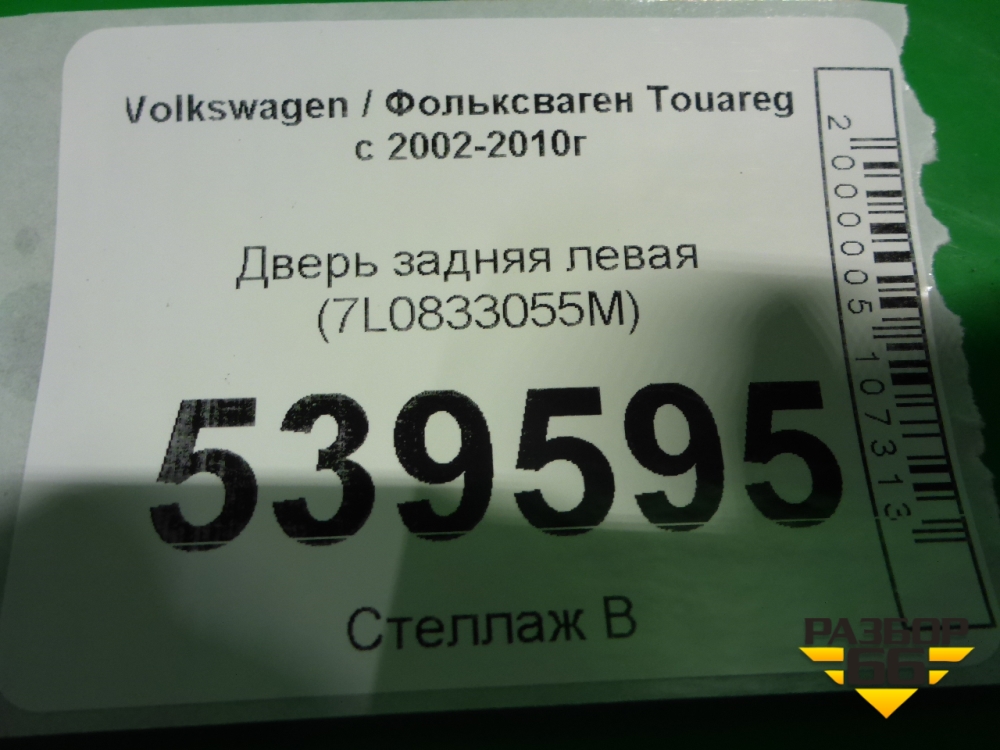 Volkswagen / Фольксваген Touareg
с 2002-2010г
Дверь задняя левая
(7L0833055M)
539595
Стеллаж В
2000005107313
РАЗБОР
66